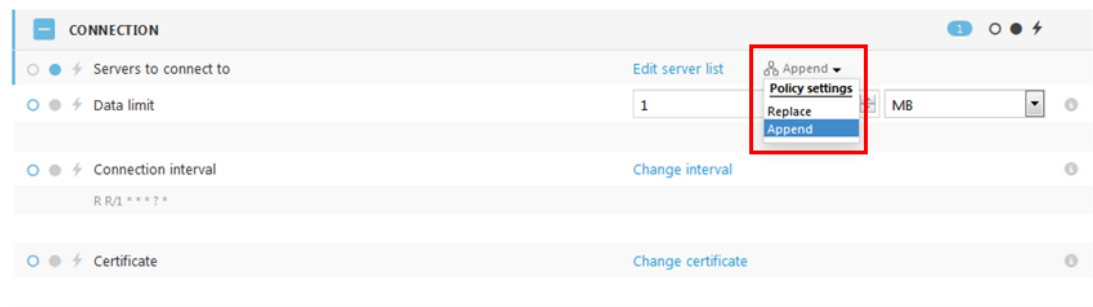 CONNECTION 1
Servers to connect to Edit server list Append
Policy settings
Data limit 1 MB
Replace
Append
Connection interval Change interval
R R/1 * * * ? *
Certificate Change certificate